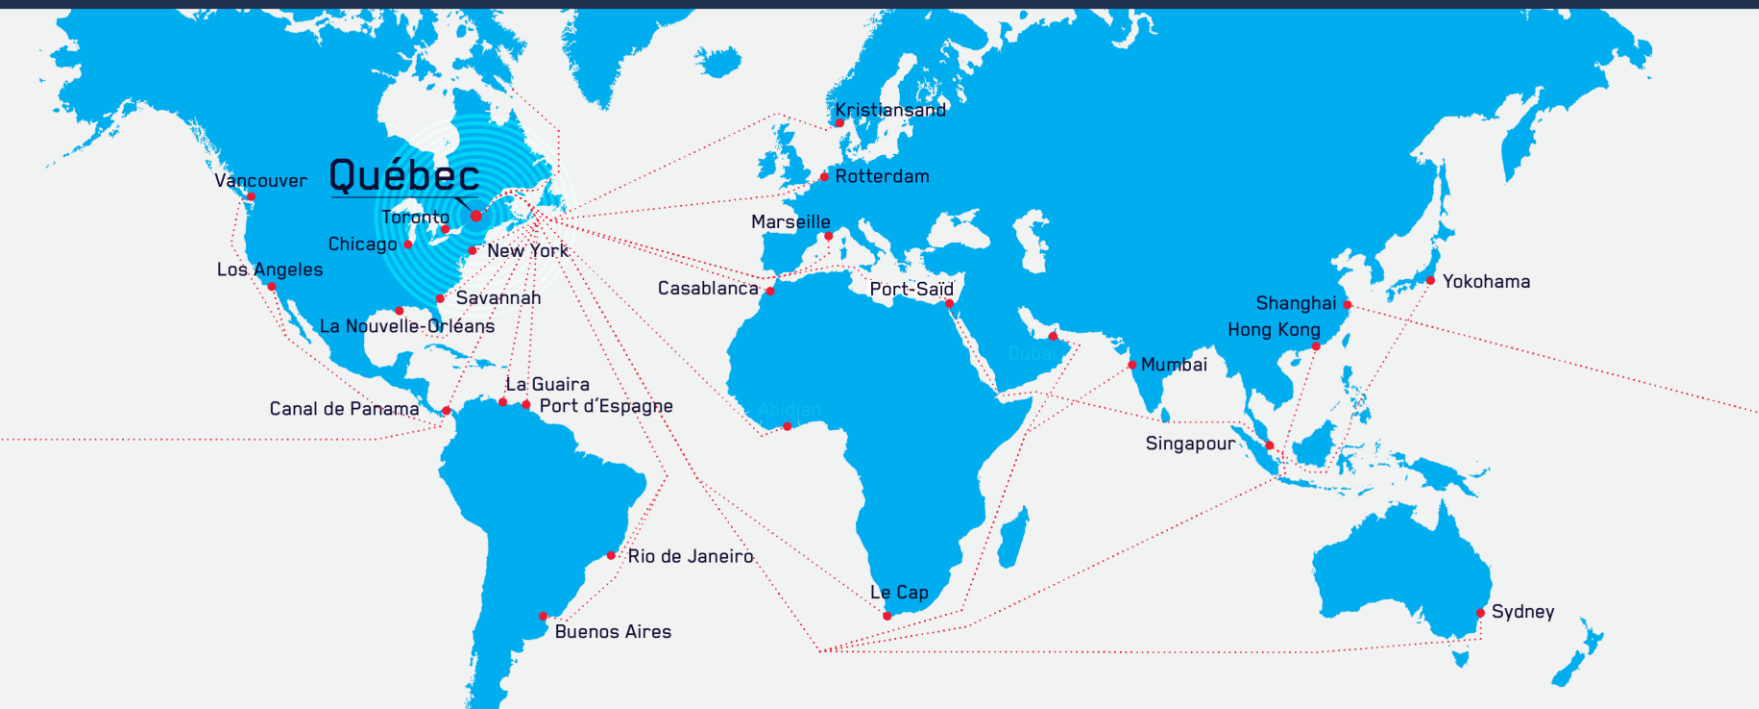 Kristiansand
Québec
Vancouver
Rotterdam
Toronto
Marseille
Chicago
New York
Los Angeles
Casablanca
Port-Saïd
Yokohama
Savannah
Shanghai
La Nouvelle-Orléans
Hong Kong
Dubaï
Mumbai
La Guaira
Canal de Panama
Port d’Espagne
Abidjan
Singapour
Rio de Janeiro
Le Cap
Sydney
Buenos Aires